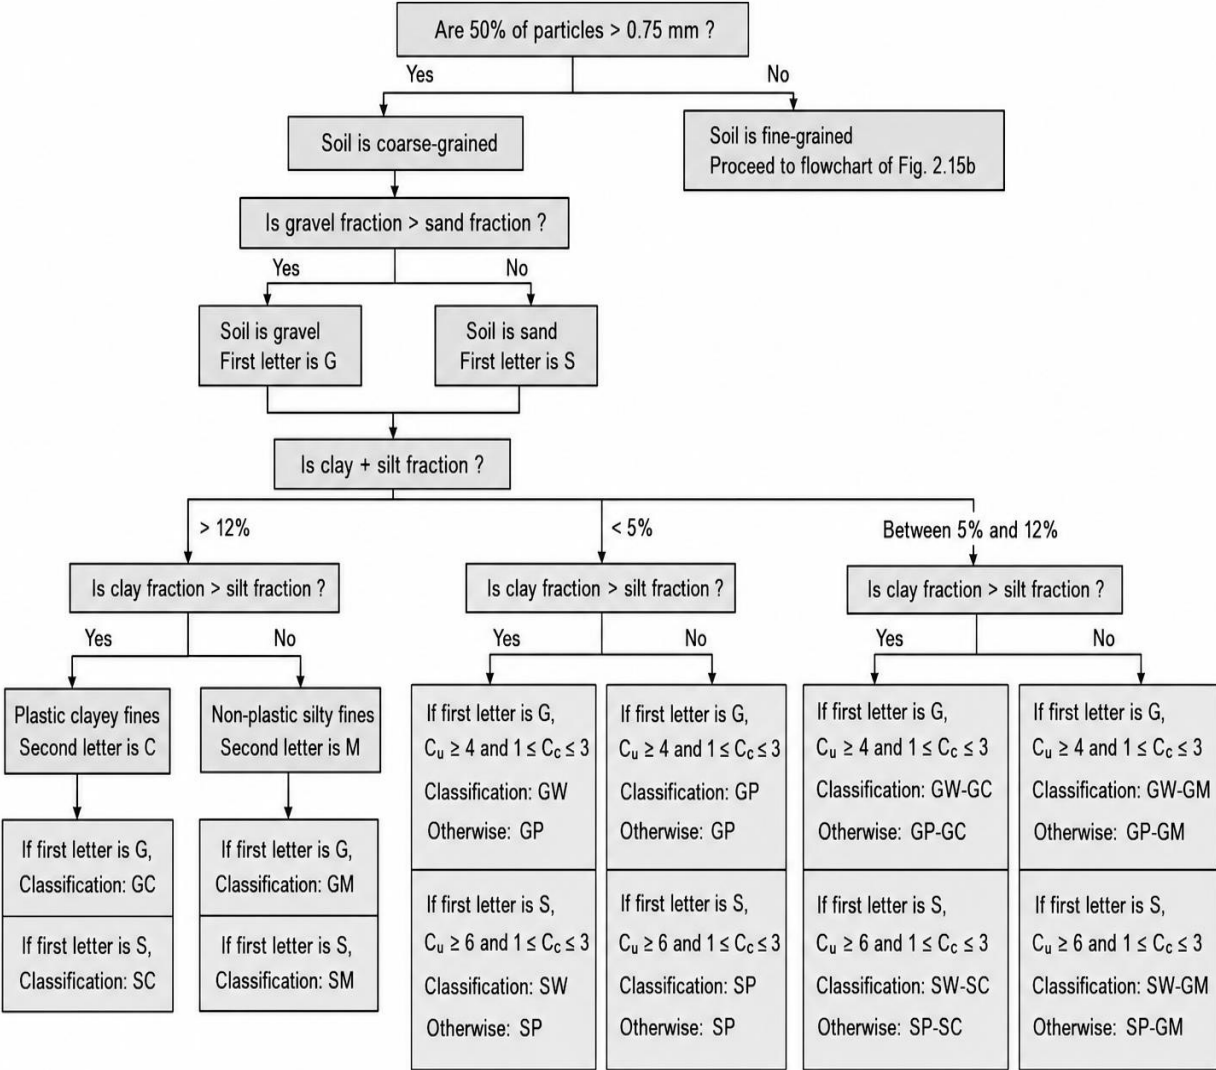 Are 50% of particles > 0.75 mm ?
Yes
No
Soil is coarse-grained
Soil is fine-grained
Proceed to flowchart of Fig. 2.15b
Is gravel fraction > sand fraction ?
Yes
No
Soil is gravel
First letter is G
Soil is sand
First letter is S
Is clay + silt fraction ?
> 12%
< 5%
Between 5% and 12%
Is clay fraction > silt fraction ?
Is clay fraction > silt fraction ?
Is clay fraction > silt fraction ?
Yes
No
Yes
No
Yes
No
Plastic clayey fines
Second letter is C
Non-plastic silty fines
Second letter is M
If first letter is G,
Classification: GC
If first letter is S,
Classification: SC
If first letter is G,
Classification: GM
If first letter is S,
Classification: SM
If first letter is G,
Cu ≥ 4 and 1 ≤ Cc ≤ 3
Classification: GW
Otherwise: GP
If first letter is S,
Cu ≥ 6 and 1 ≤ Cc ≤ 3
Classification: SW
Otherwise: SP
If first letter is G,
Cu ≥ 4 and 1 ≤ Cc ≤ 3
Classification: GP
Otherwise: GP
If first letter is S,
Cu ≥ 6 and 1 ≤ Cc ≤ 3
Classification: SP
Otherwise: SP
If first letter is G,
Cu ≥ 4 and 1 ≤ Cc ≤ 3
Classification: GW-GC
Otherwise: GP-GC
If first letter is S,
Cu ≥ 6 and 1 ≤ Cc ≤ 3
Classification: SW-SC
Otherwise: SP-SC
If first letter is G,
Cu ≥ 4 and 1 ≤ Cc ≤ 3
Classification: GW-GM
Otherwise: GP-GM
If first letter is S,
Cu ≥ 6 and 1 ≤ Cc ≤ 3
Classification: SW-GM
Otherwise: SP-GM